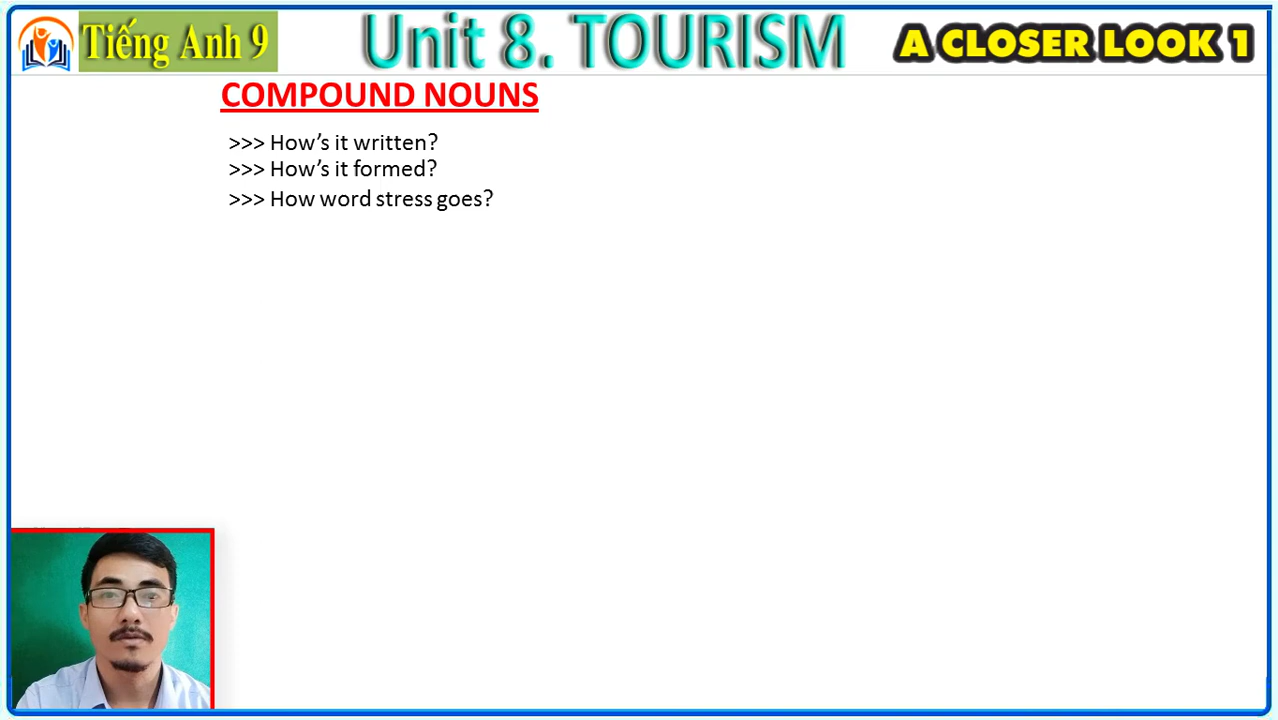 Tiếng Anh 9
Unit 8. TOURISM
A CLOSER LOOK 1
COMPOUND NOUNS
>>> How’s it written?
>>> How’s it formed?
>>> How word stress goes?